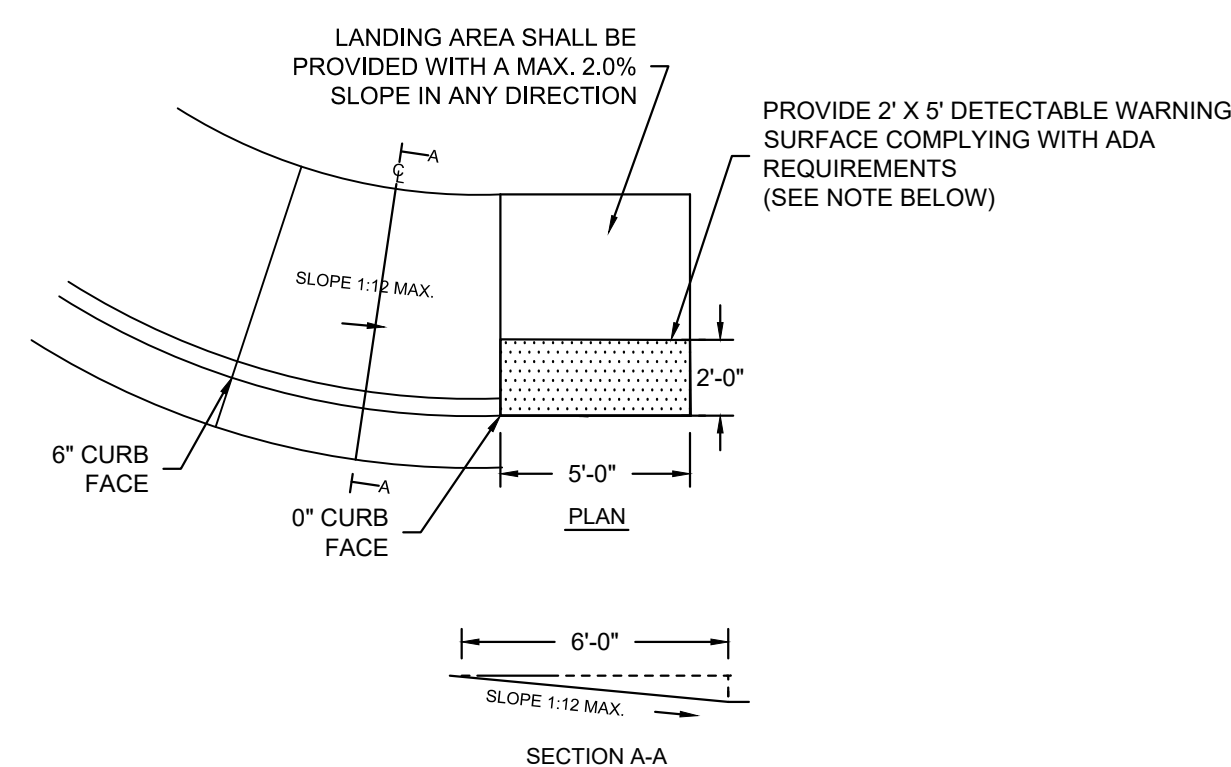 LANDING AREA SHALL BE
PROVIDED WITH A MAX. 2.0%
SLOPE IN ANY DIRECTION
PROVIDE 2' X 5' DETECTABLE WARNING
SURFACE COMPLYING WITH ADA
REQUIREMENTS
(SEE NOTE BELOW)
A
CL
SLOPE 1:12 MAX.
2'-0"
6" CURB
FACE
A
5'-0"
0" CURB
FACE
PLAN
6'-0"
SLOPE 1:12 MAX.
SECTION A-A